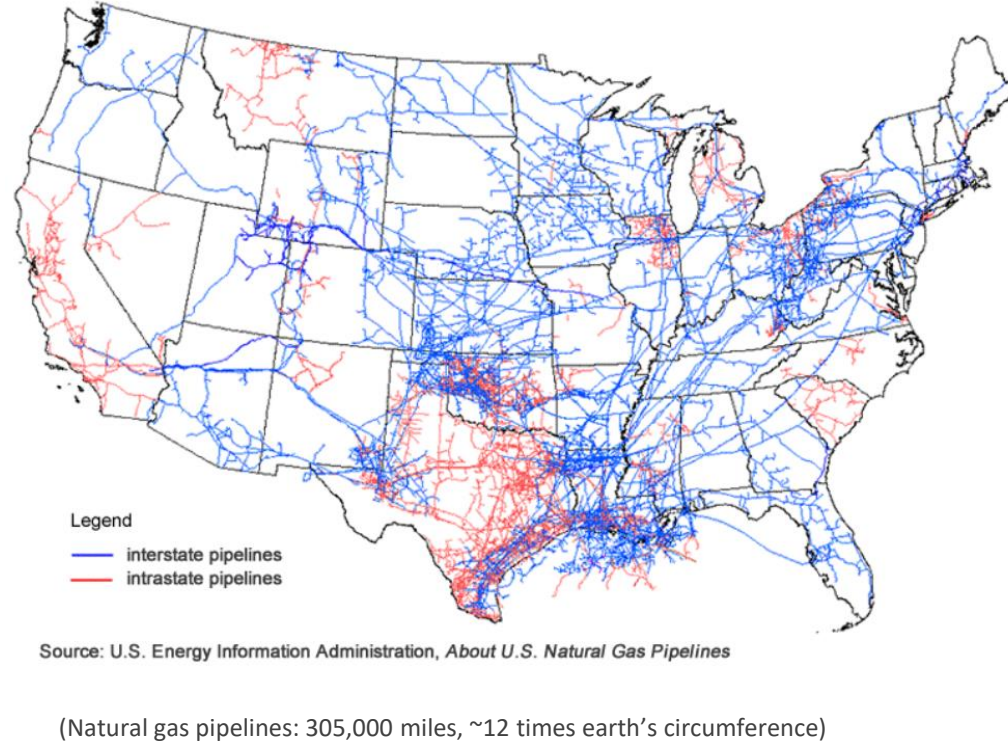 Legend
interstate pipelines
intrastate pipelines
Source: U.S. Energy Information Administration, About U.S. Natural Gas Pipelines
(Natural gas pipelines: 305,000 miles, ~12 times earth’s circumference)